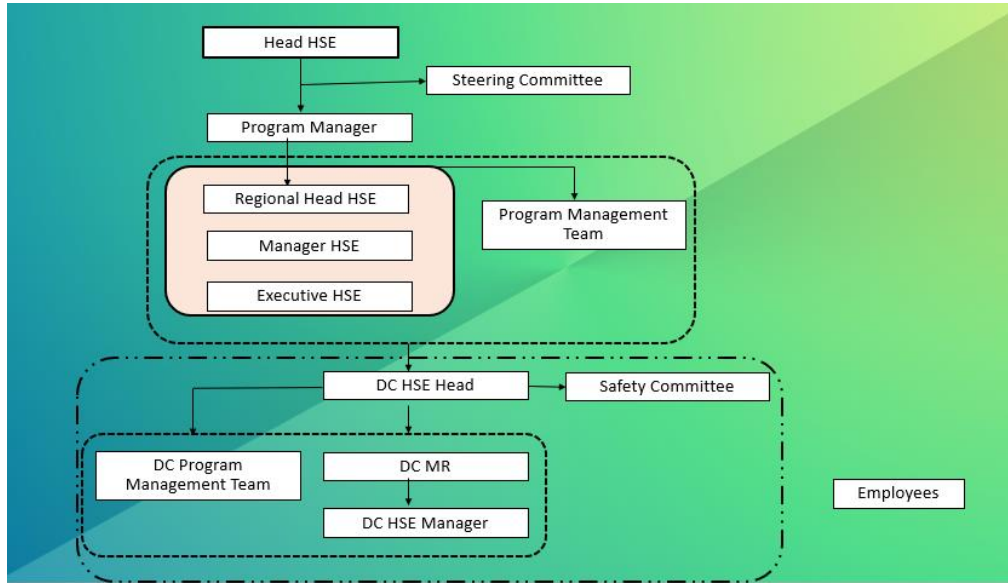 Head HSE
Steering Committee
Program Manager
Regional Head HSE
Program Management
Team
Manager HSE
Executive HSE
DC HSE Head
Safety Committee
DC Program
Management Team
DC MR
DC HSE Manager
Employees